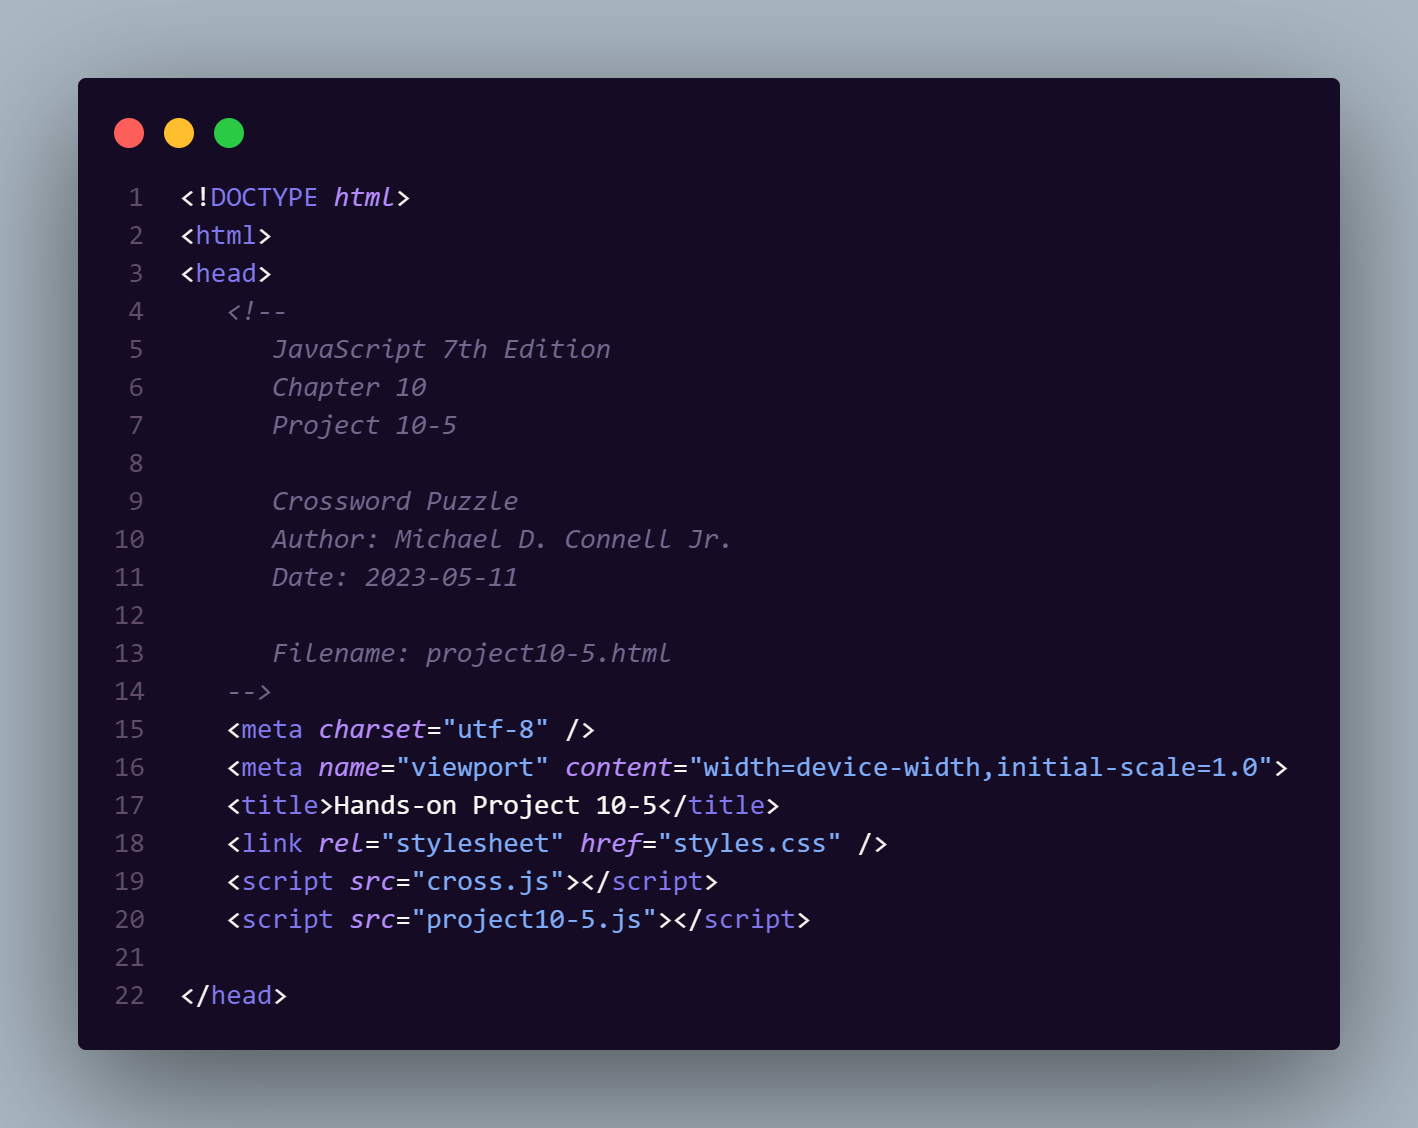 1 <!DOCTYPE html>
2 <html>
3 <head>
4 <!--
5 JavaScript 7th Edition
6 Chapter 10
7 Project 10-5
8
9 Crossword Puzzle
10 Author: Michael D. Connell Jr.
11 Date: 2023-05-11
12
13 Filename: project10-5.html
14 -->
15 <meta charset="utf-8" />
16 <meta name="viewport" content="width=device-width,initial-scale=1.0">
17 <title>Hands-on Project 10-5</title>
18 <link rel="stylesheet" href="styles.css" />
19 <script src="cross.js"></script>
20 <script src="project10-5.js"></script>
21
22 </head>